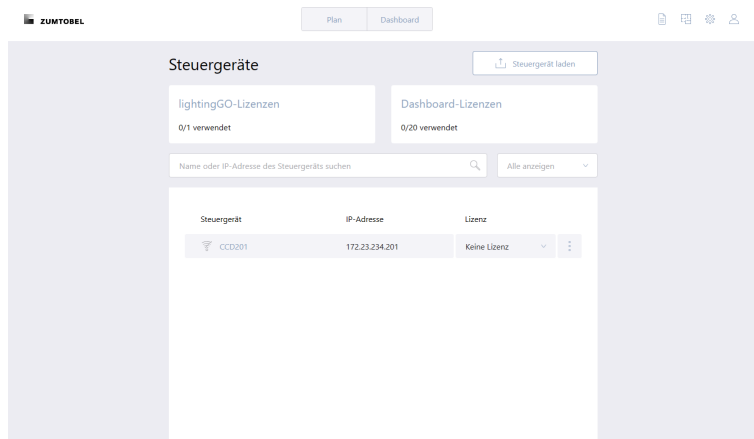 ZUMTOBEL
Plan
Dashboard
Steuergeräte
Steuergerät laden
lightingGO-Lizenzen
0/1 verwendet
Dashboard-Lizenzen
0/20 verwendet
Name oder IP-Adresse des Steuergeräts suchen
Alle anzeigen
Steuergerät IP-Adresse Lizenz
CCD201 172.23.234.201 Keine Lizenz